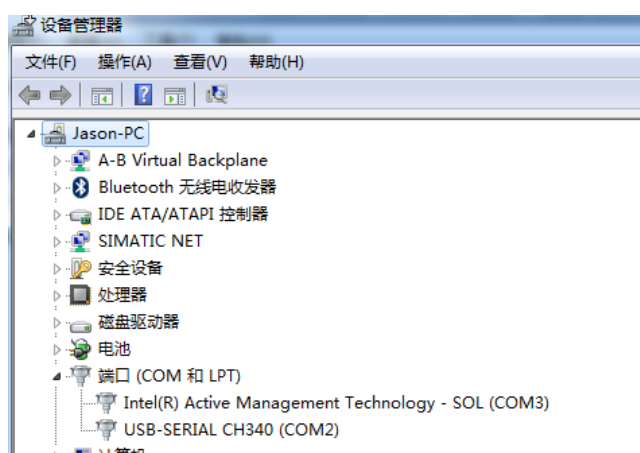 设备管理器
文件(F) 操作(A) 查看(V) 帮助(H)
Jason-PC
A-B Virtual Backplane
Bluetooth 无线电收发器
IDE ATA/ATAPI 控制器
SIMATIC NET
安全设备
处理器
磁盘驱动器
电池
端口 (COM 和 LPT)
Intel(R) Active Management Technology - SOL (COM3)
USB-SERIAL CH340 (COM2)